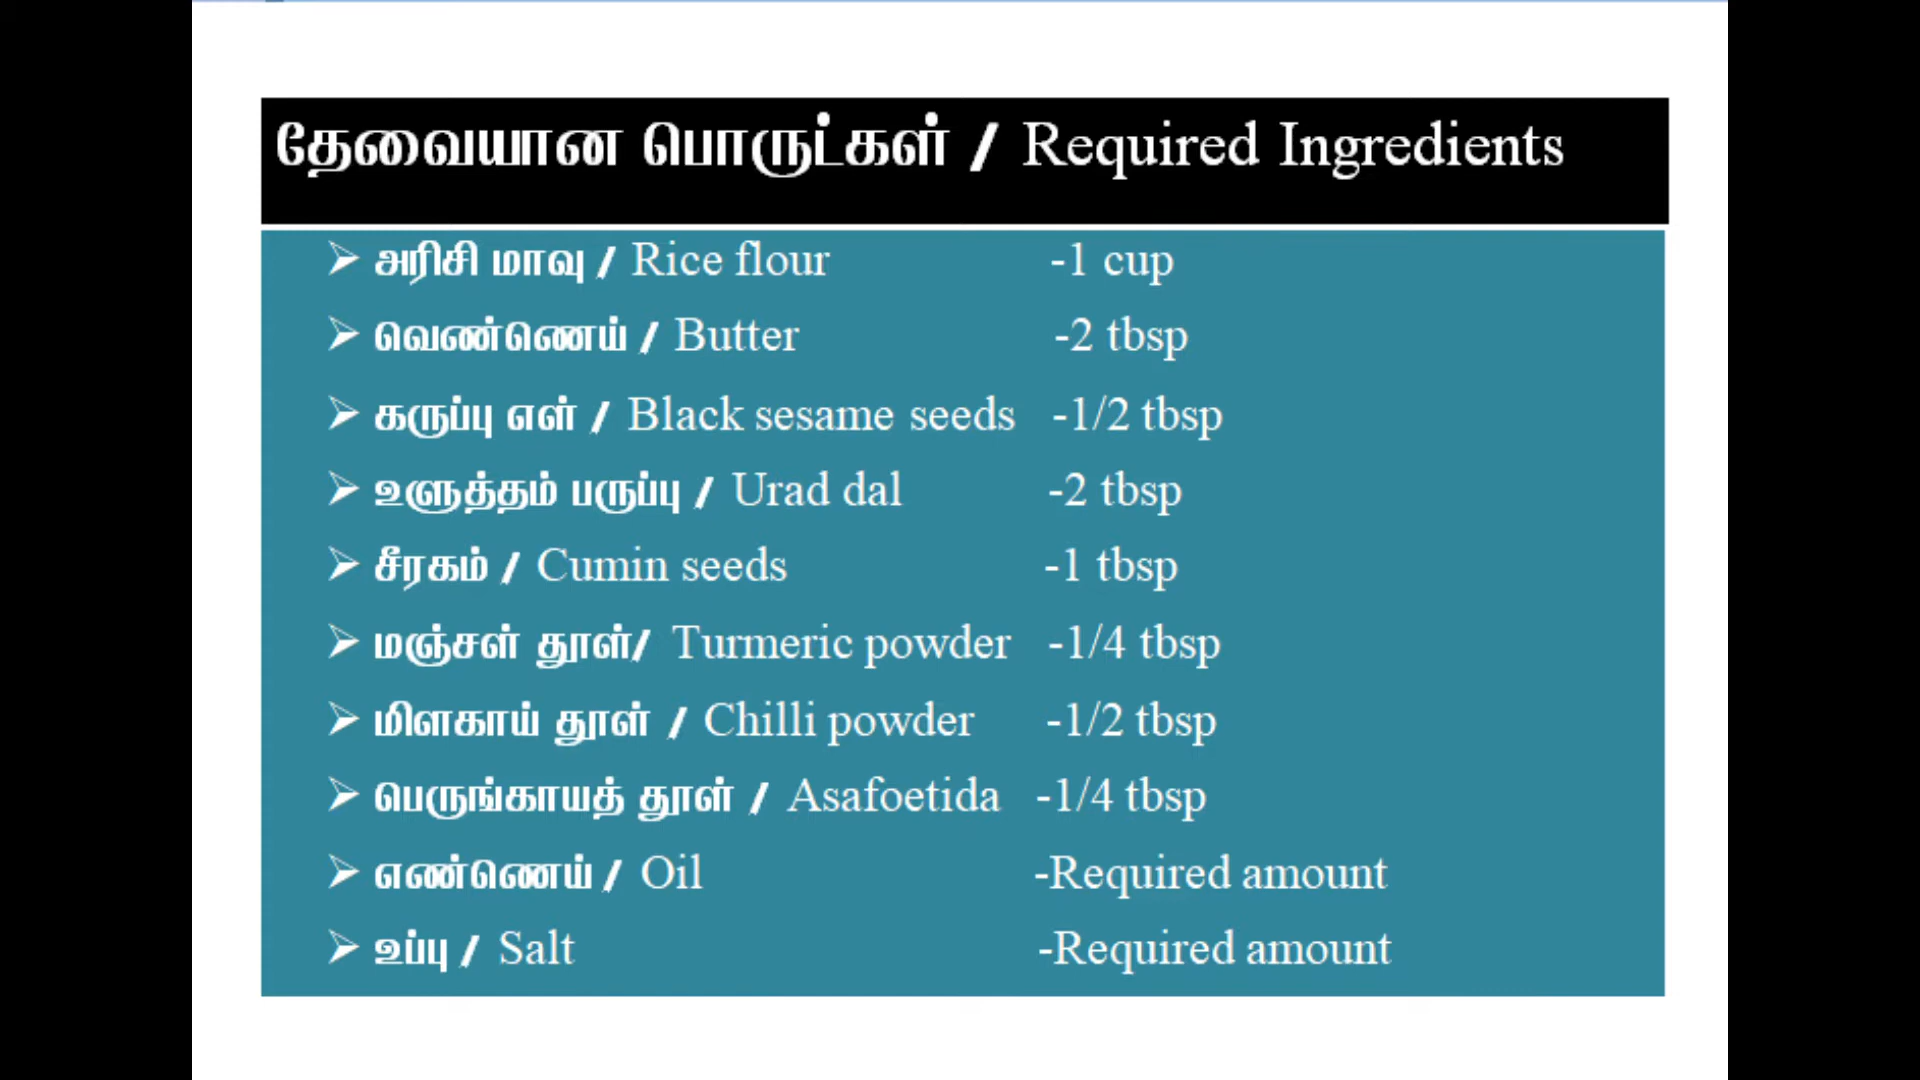 தேவையான பொருட்கள் / Required Ingredients
அரிசி மாவு / Rice flour -1 cup
வெண்ணெய் / Butter -2 tbsp
கருப்பு எள் / Black sesame seeds -1/2 tbsp
உளுத்தம் பருப்பு / Urad dal -2 tbsp
சீரகம் / Cumin seeds -1 tbsp
மஞ்சள் தூள்/ Turmeric powder -1/4 tbsp
மிளகாய் தூள் / Chilli powder -1/2 tbsp
பெருங்காயத் தூள் / Asafoetida -1/4 tbsp
எண்ணெய் / Oil -Required amount
உப்பு / Salt -Required amount